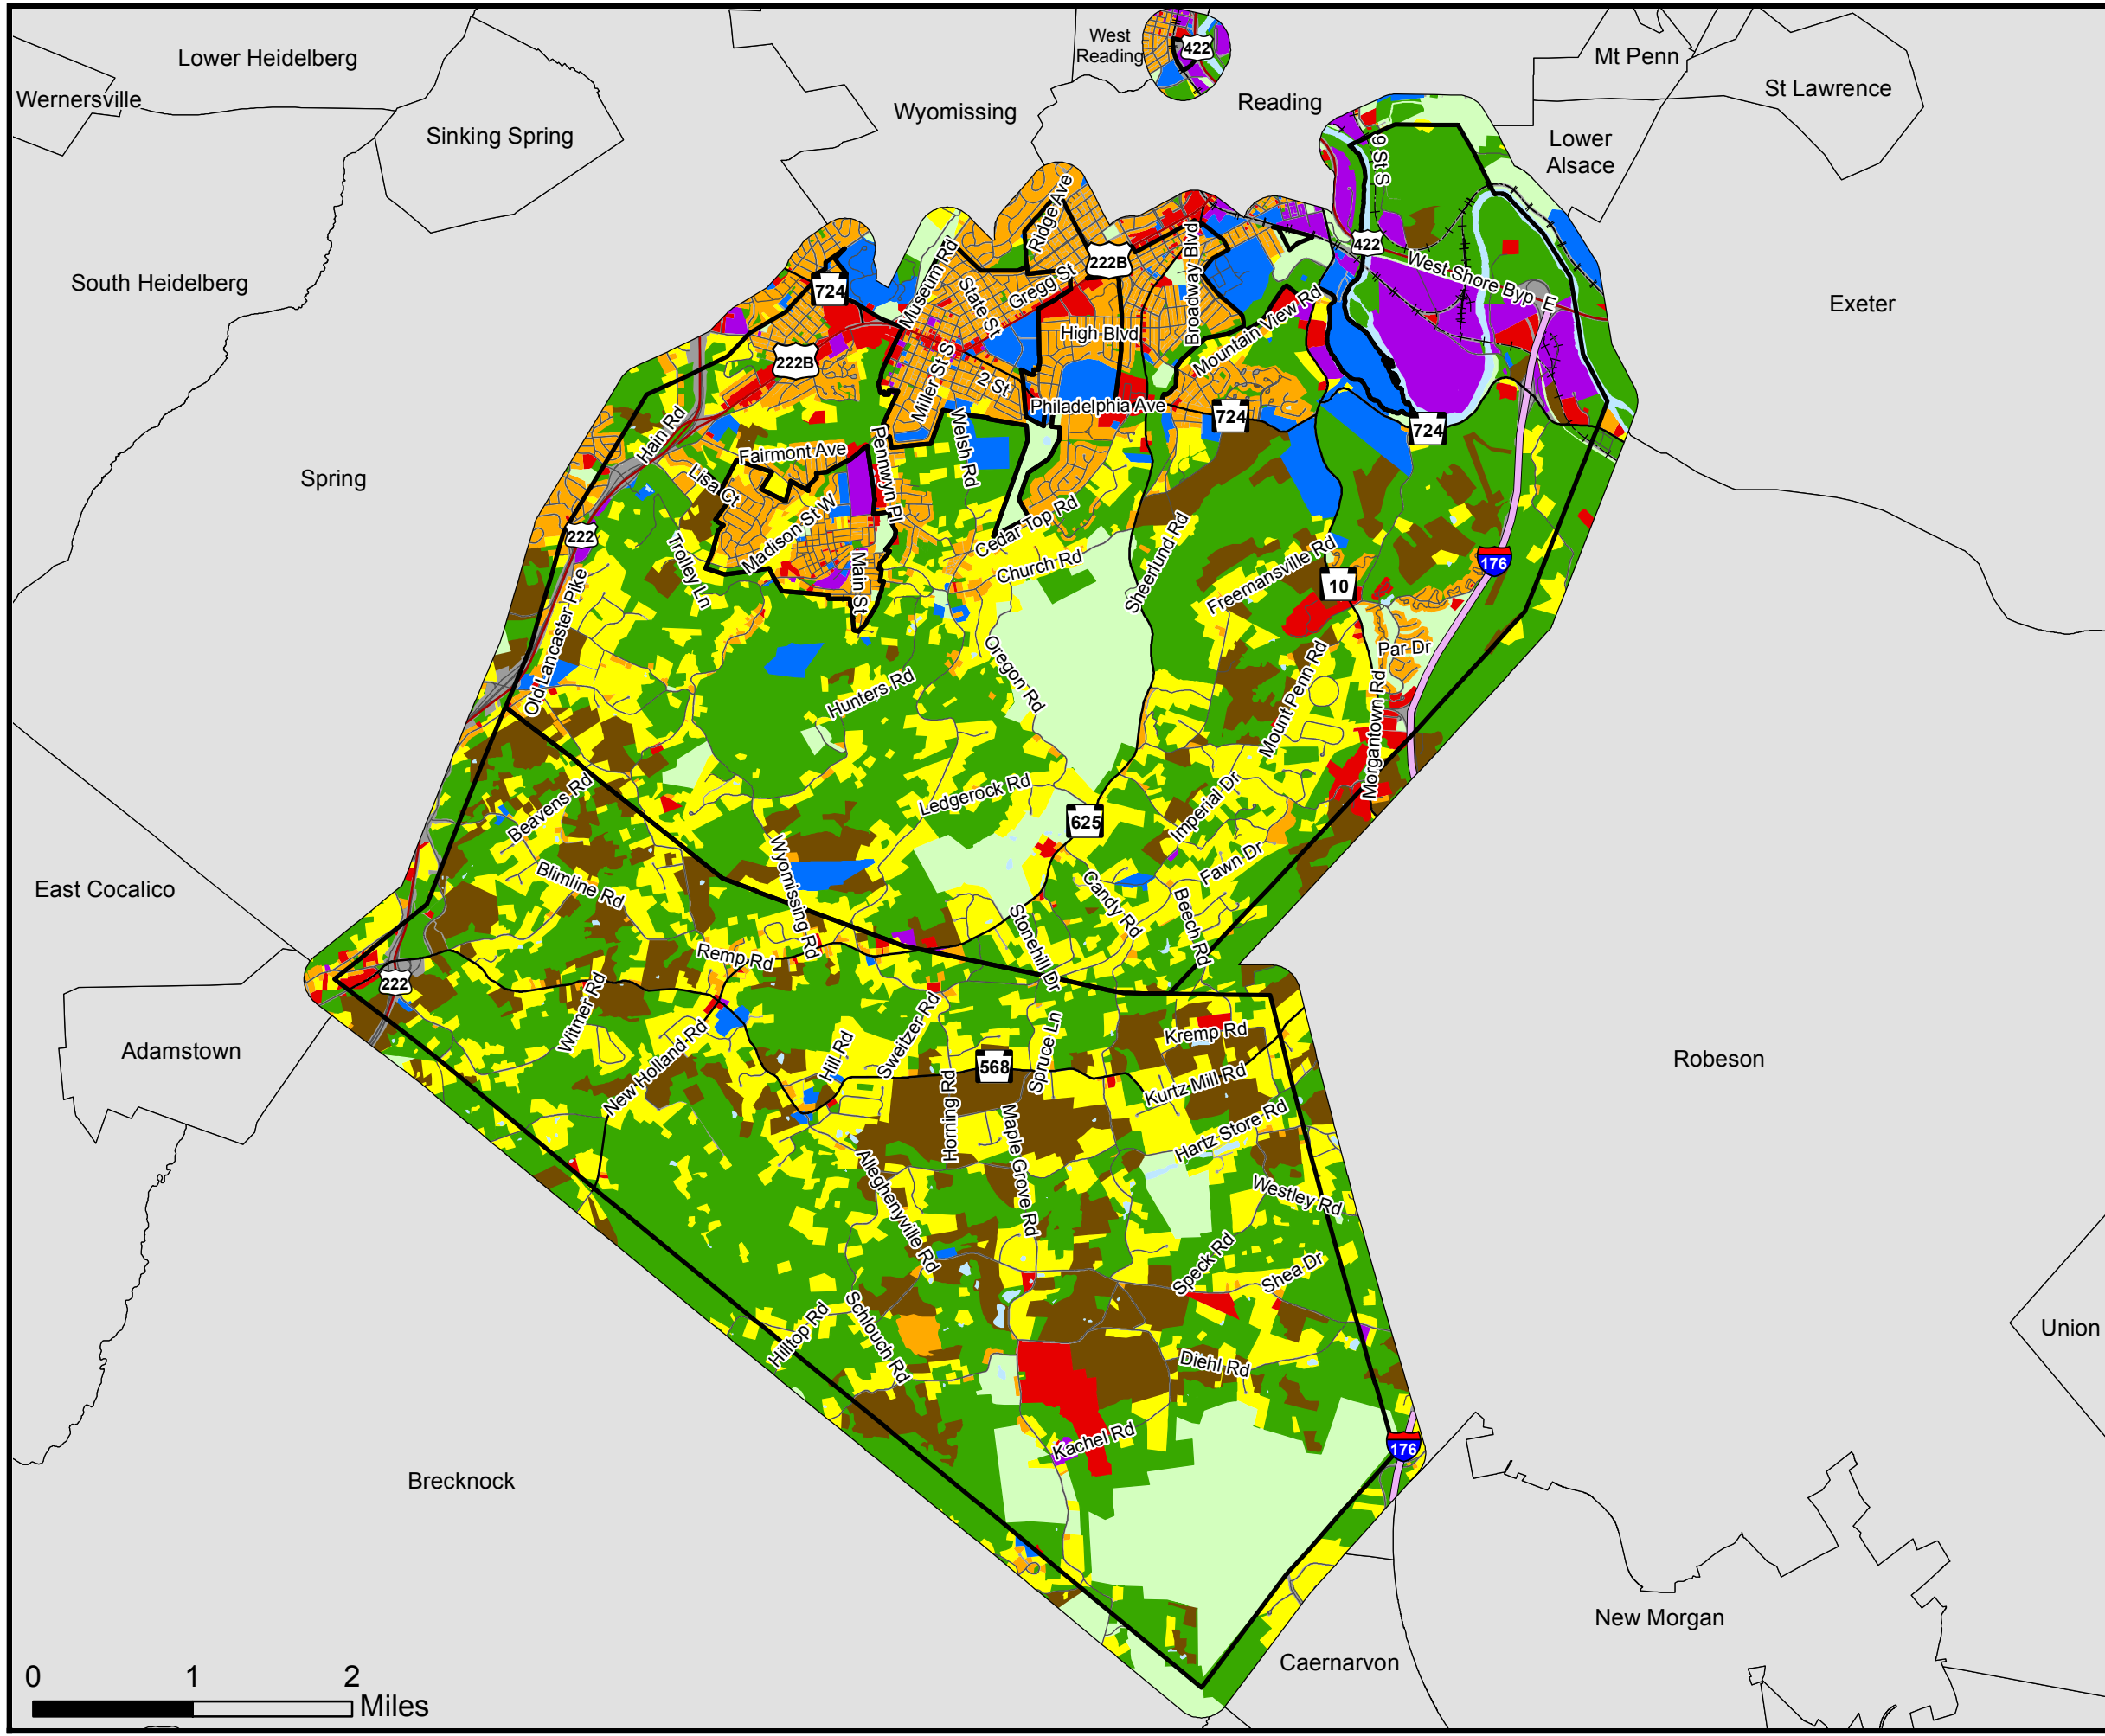 Lower Heidelberg
Wernersville
Sinking Spring
Wyomissing
West
Reading
422
Reading
Mt Penn
St Lawrence
Lower
Alsace
South Heidelberg
Exeter
Spring
9 St S
422
West Shore Byp E
Ridge Ave
222B
Broadway Blvd
Museum Rd
State St
Gregg St
724
High Blvd
Mountain View Rd
222B
Miller St S
2 St
Philadelphia Ave
724
724
Hain Rd
Fairmont Ave
Pennwyn Pl
Welsh Rd
Lisa Ct
Madison St W
Cedar Top Rd
222
Trolley Ln
Main St
Church Rd
Sheerlund Rd
Freemansville Rd
10
176
Old Lancaster Pike
Hunters Rd
Oregon Rd
Par Dr
Mount Penn Rd
Morgantown Rd
Beavens Rd
Ledgerock Rd
625
Imperial Dr
Blimline Rd
Wyomissing Rd
Candy Rd
Fawn Dr
Beech Rd
East Cocalico
Remp Rd
Stonehill Dr
222
Witmer Rd
New Holland Rd
Hill Rd
Sweitzer Rd
Spruce Ln
Kremp Rd
568
Kurtz Mill Rd
Adamstown
Robeson
Horning Rd
Maple Grove Rd
Hartz Store Rd
Alleghenyville Rd
Westley Rd
Speck Rd
Shea Dr
Hilltop Rd
Schlouch Rd
Diehl Rd
Union
Kachel Rd
176
Brecknock
New Morgan
Caernarvon
0 1 2
Miles